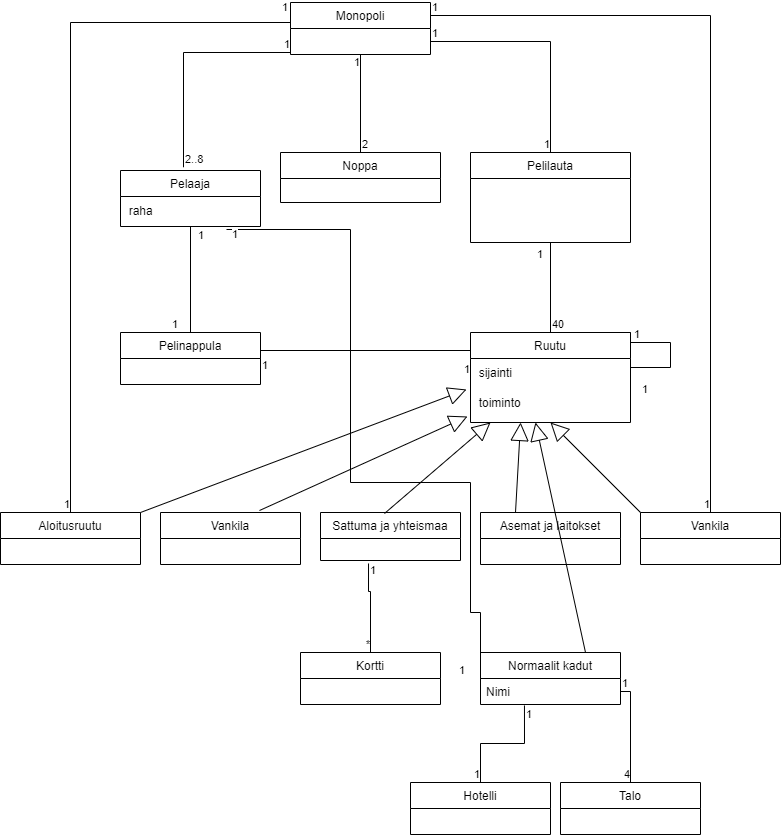 1
Monopoli
1
1
1
1
2..8
2
1
Pelaaja
raha
Noppa
Pelilauta
1
1
1
1
40
1
Pelinappula
1
Ruutu
sijainti
toiminto
1
1
1
1
1
Aloitusruutu
Vankila
Sattuma ja yhteismaa
Asemat ja laitokset
Vankila
1
*
Kortti
1
Normaalit kadut
Nimi
1
1
1
4
Hotelli
Talo